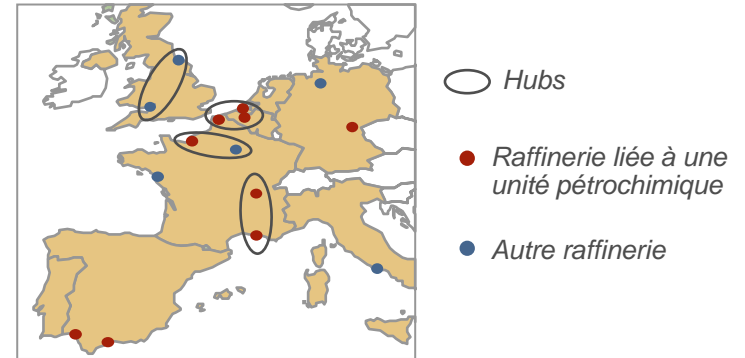 Hubs
Raffinerie liée à une
unité pétrochimique
Autre raffinerie